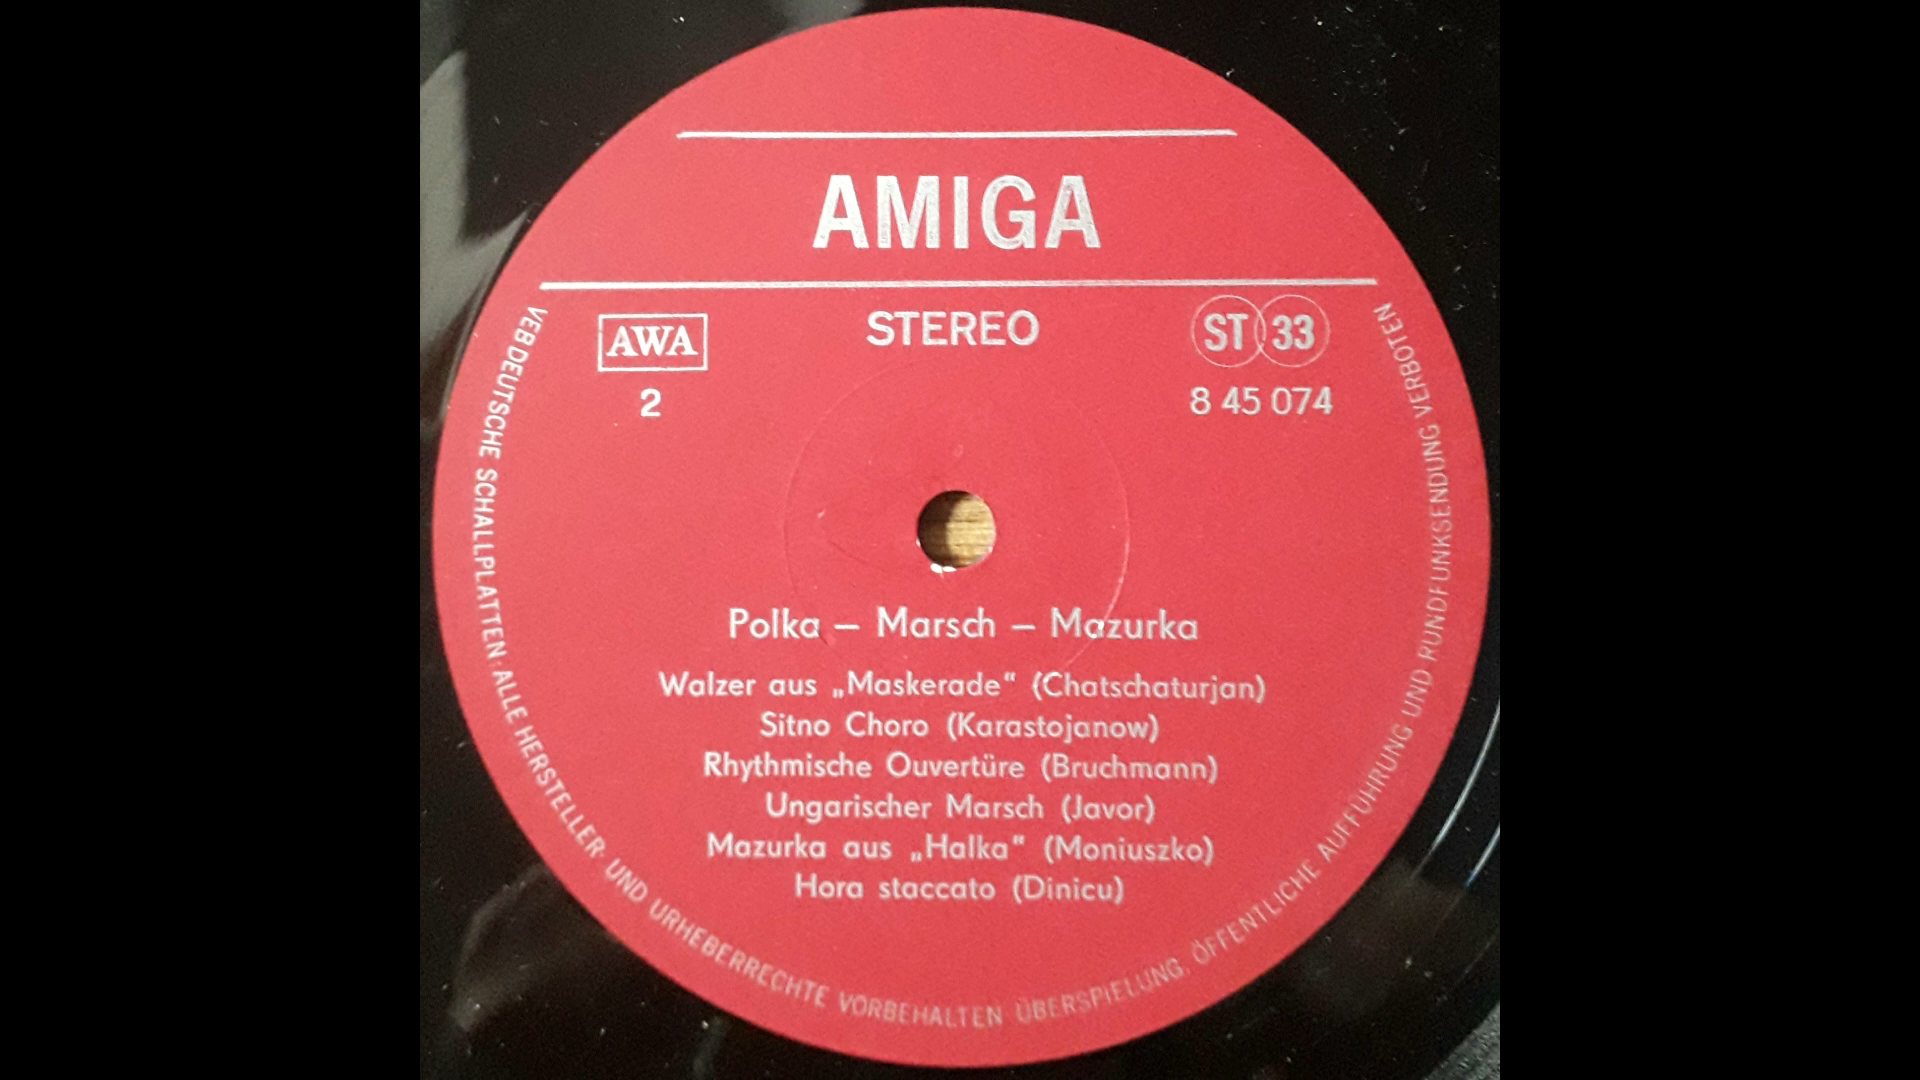 AMIGA
AWA
STEREO
ST 33
2
8 45 074
Polka – Marsch – Mazurka
Walzer aus „Maskerade“ (Chatschaturjan)
Sitno Choro (Karastojanow)
Rhythmische Ouvertüre (Bruchmann)
Ungarischer Marsch (Javor)
Mazurka aus „Halka“ (Moniuszko)
Hora staccato (Dinicu)
VEB DEUTSCHE SCHALLPLATTEN · ALLE HERSTELLER- UND URHEBERRECHTE VORBEHALTEN ÜBERSPIELUNG, ÖFFENTLICHE AUFFÜHRUNG UND RUNDFUNKSENDUNG VERBOTEN